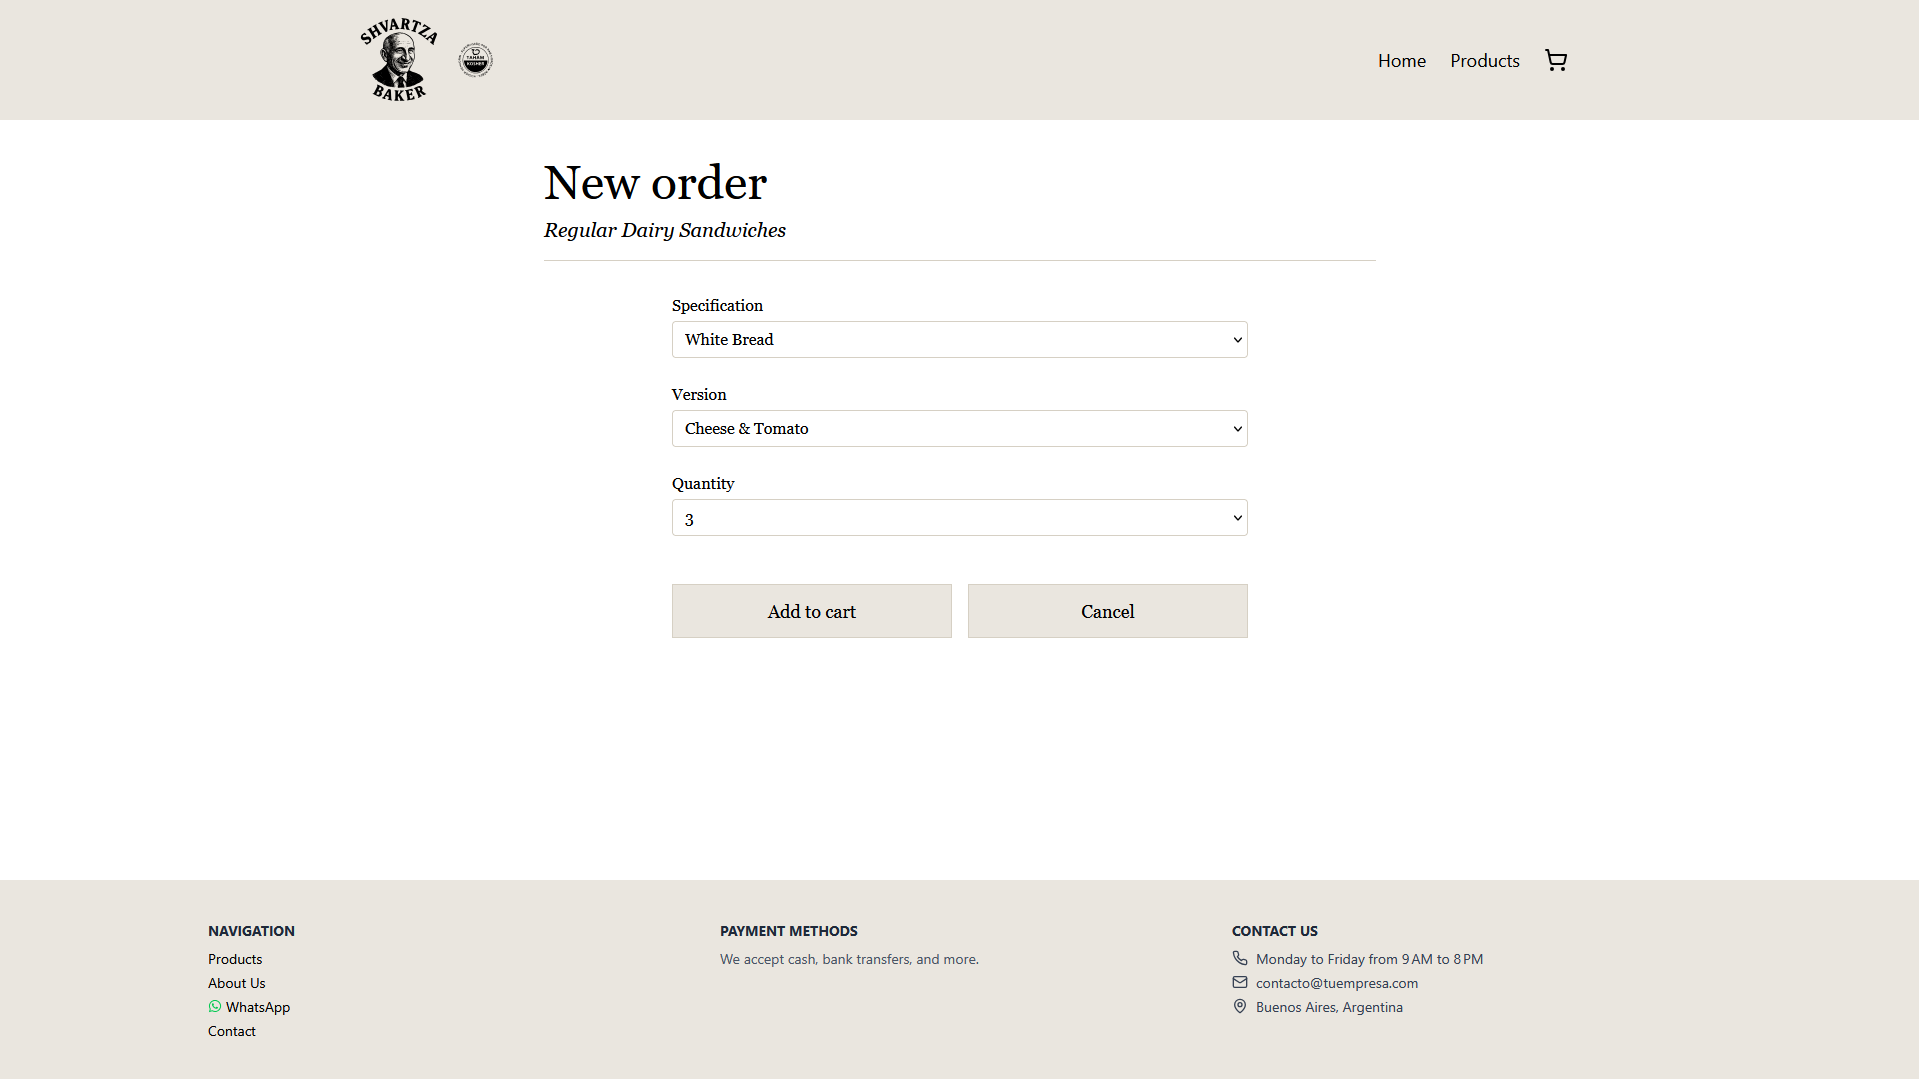 SHVARTZA
BAKER
TAHAM
KOSHER
Home
Products
New order
Regular Dairy Sandwiches
Specification
White Bread
Version
Cheese & Tomato
Quantity
3
Add to cart
Cancel
NAVIGATION
Products
About Us
WhatsApp
Contact
PAYMENT METHODS
We accept cash, bank transfers, and more.
CONTACT US
Monday to Friday from 9 AM to 8 PM
contacto@tuempresa.com
Buenos Aires, Argentina